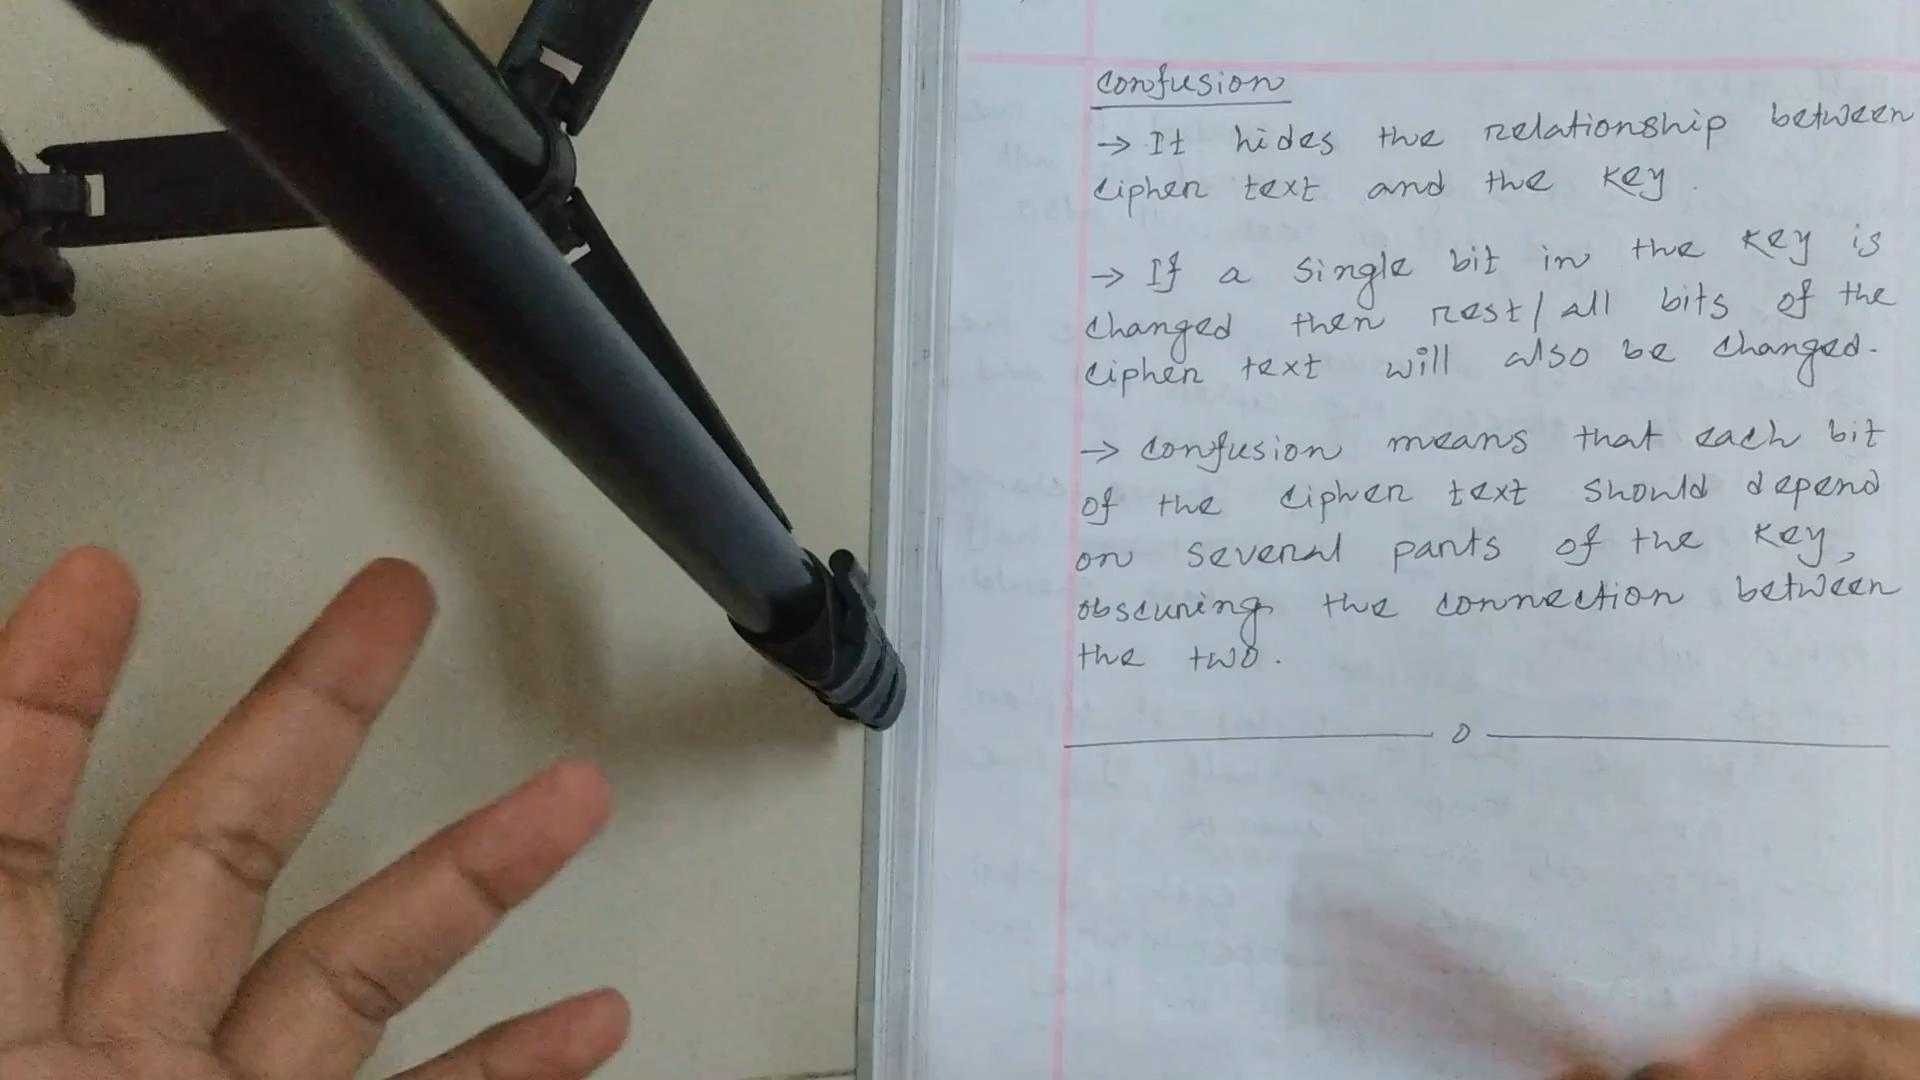 Confusion
→ It hides the relationship between
cipher text and the key.
→ If a single bit in the key is
changed then rest/all bits of the
cipher text will also be changed.
→ Confusion means that each bit
of the cipher text should depend
on several parts of the key,
obscuring the connection between
the two.